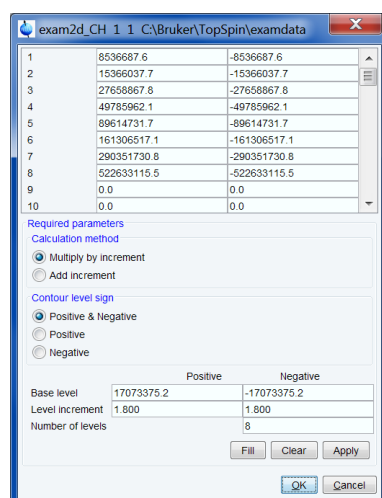 exam2d_CH 1 1 C:\Bruker\TopSpin\examdata
1 8536687.6 -8536687.6
2 15366037.7 -15366037.7
3 27658867.8 -27658867.8
4 49785962.1 -49785962.1
5 89614731.7 -89614731.7
6 161306517.1 -161306517.1
7 290351730.8 -290351730.8
8 522633115.5 -522633115.5
9 0.0 0.0
10 0.0 0.0
Required parameters
Calculation method
Multiply by increment
Add increment
Contour level sign
Positive & Negative
Positive
Negative
Positive Negative
Base level 17073375.2 -17073375.2
Level increment 1.800 1.800
Number of levels 8
Fill Clear Apply
OK Cancel